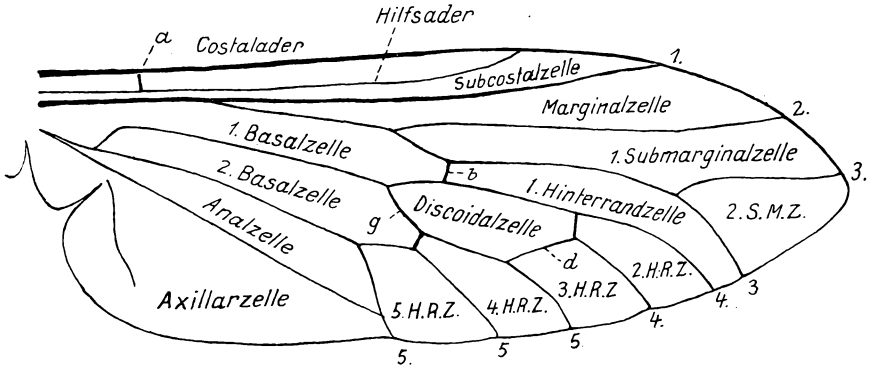 Hilfsader
a
Costalader
1.
Subcostalzelle
Marginalzelle
2.
1. Basalzelle
1. Submarginalzelle
3.
b
2. Basalzelle
1. Hinterrandzelle
2. S. M. Z.
Analzelle
g
Discoidalzelle
d
2. H. R. Z.
3. H. R. Z
Axillarzelle
5. H. R. Z.
4. H. R. Z.
3
4.
4.
5
5
5.